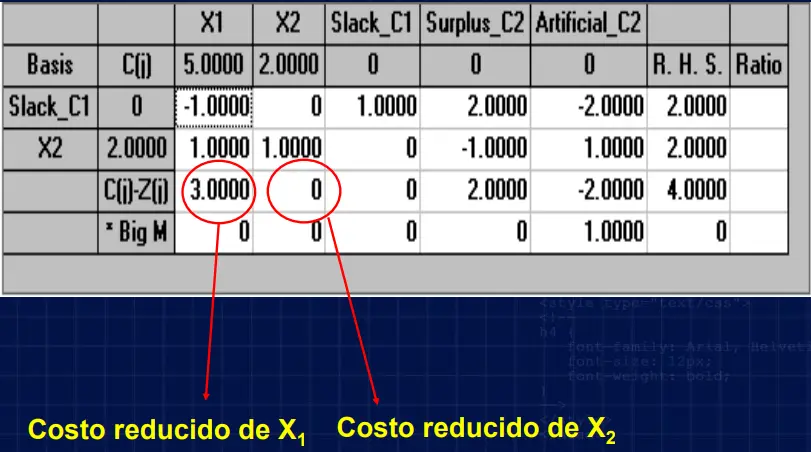 X1 X2 Slack_C1 Surplus_C2 Artificial_C2
Basis C(j) 5.0000 2.0000 0 0 0 R. H. S. Ratio
Slack_C1 0 -1.0000 0 1.0000 2.0000 -2.0000 2.0000
X2 2.0000 1.0000 1.0000 0 -1.0000 1.0000 2.0000
C(j)-Z(j) 3.0000 0 0 2.0000 -2.0000 4.0000
* Big M 0 0 0 0 1.0000 0
<style type="text/css">
<!--
h4 {
font-family: Arial, Helvet
font-size: 12px;
font-weight: bold;
}
Costo reducido de X1
Costo reducido de X2